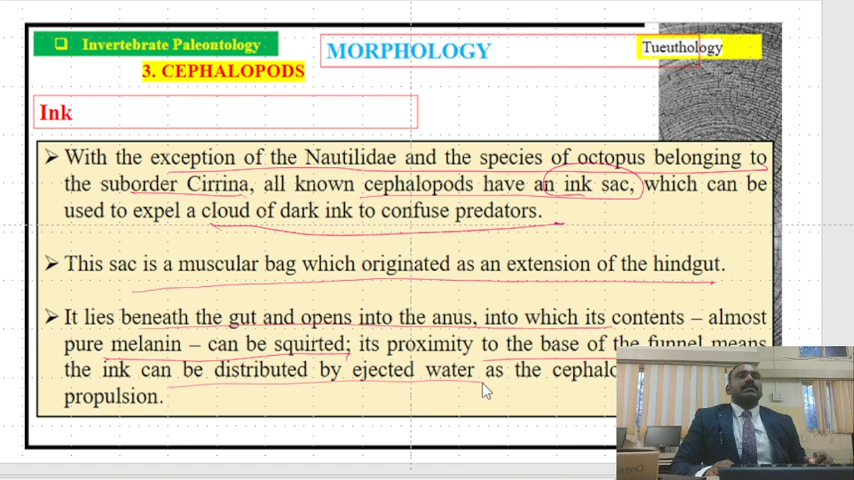 ❑ Invertebrate Paleontology
3. CEPHALOPODS
MORPHOLOGY
Tueuthology
Ink
➤ With the exception of the Nautilidae and the species of octopus belonging to
the suborder Cirrina, all known cephalopods have an ink sac, which can be
used to expel a cloud of dark ink to confuse predators.
➤ This sac is a muscular bag which originated as an extension of the hindgut.
➤ It lies beneath the gut and opens into the anus, into which its contents – almost
pure melanin – can be squirted; its proximity to the base of the funnel means
the ink can be distributed by ejected water as the
propulsion.